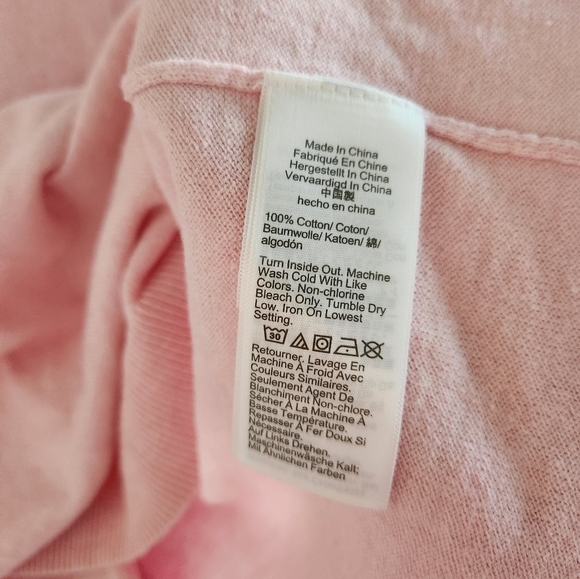 Made In China
Fabriqué En Chine
Hergestellt In China
Vervaardigd In China
中国製
hecho en china
100% Cotton/ Coton/
Baumwolle/ Katoen/ 綿/
algodón
Turn Inside Out. Machine
Wash Cold With Like
Colors. Non-chlorine
Bleach Only. Tumble Dry
Low. Iron On Lowest
Setting.
30
Retourner. Lavage En
Machine À Froid Avec
Couleurs Similaires.
Seulement Agent De
Blanchiment Non-chlore.
Sécher À La Machine À
Basse Température.
Repasser À Fer Doux Si
Nécessaire.
Auf Links Drehen.
Maschinenwäsche Kalt;
Mit Ähnlichen Farben